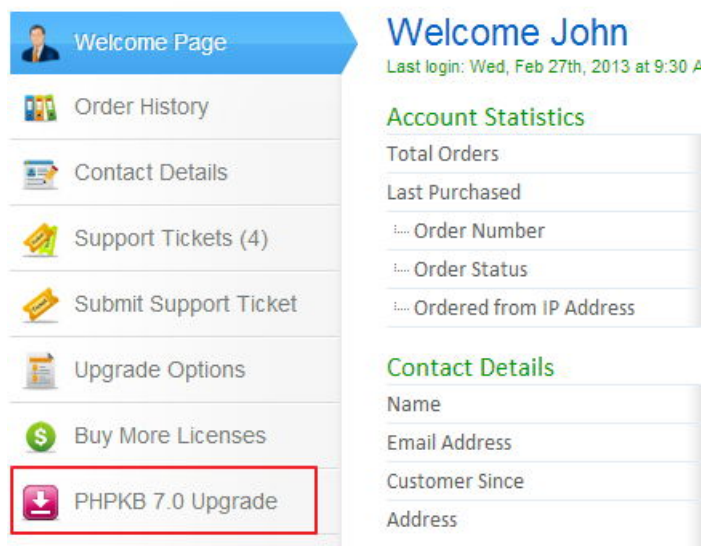 Welcome Page
Order History
Contact Details
Support Tickets (4)
Submit Support Ticket
Upgrade Options
Buy More Licenses
PHPKB 7.0 Upgrade
Welcome John
Last login: Wed, Feb 27th, 2013 at 9:30 A
Account Statistics
Total Orders
Last Purchased
Order Number
Order Status
Ordered from IP Address
Contact Details
Name
Email Address
Customer Since
Address